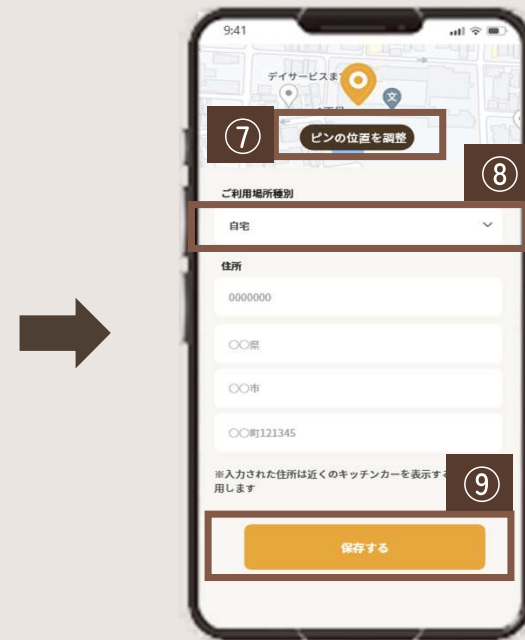 9:41
デイサービスま
文
⑦
ピンの位置を調整
⑧
ご利用場所種別
自宅
住所
0000000
〇〇県
〇〇市
〇〇町121345
※入力された住所は近くのキッチンカーを表示す
用します
⑨
保存する